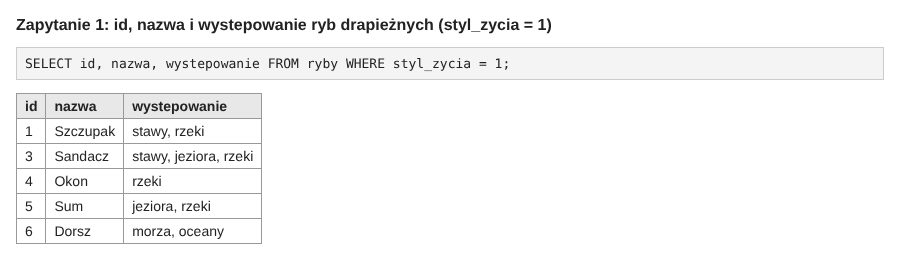 Zapytanie 1: id, nazwa i wystepowanie ryb drapieżnych (styl_zycia = 1)
SELECT id, nazwa, wystepowanie FROM ryby WHERE styl_zycia = 1;
id nazwa wystepowanie
1 Szczupak stawy, rzeki
3 Sandacz stawy, jeziora, rzeki
4 Okon rzeki
5 Sum jeziora, rzeki
6 Dorsz morza, oceany